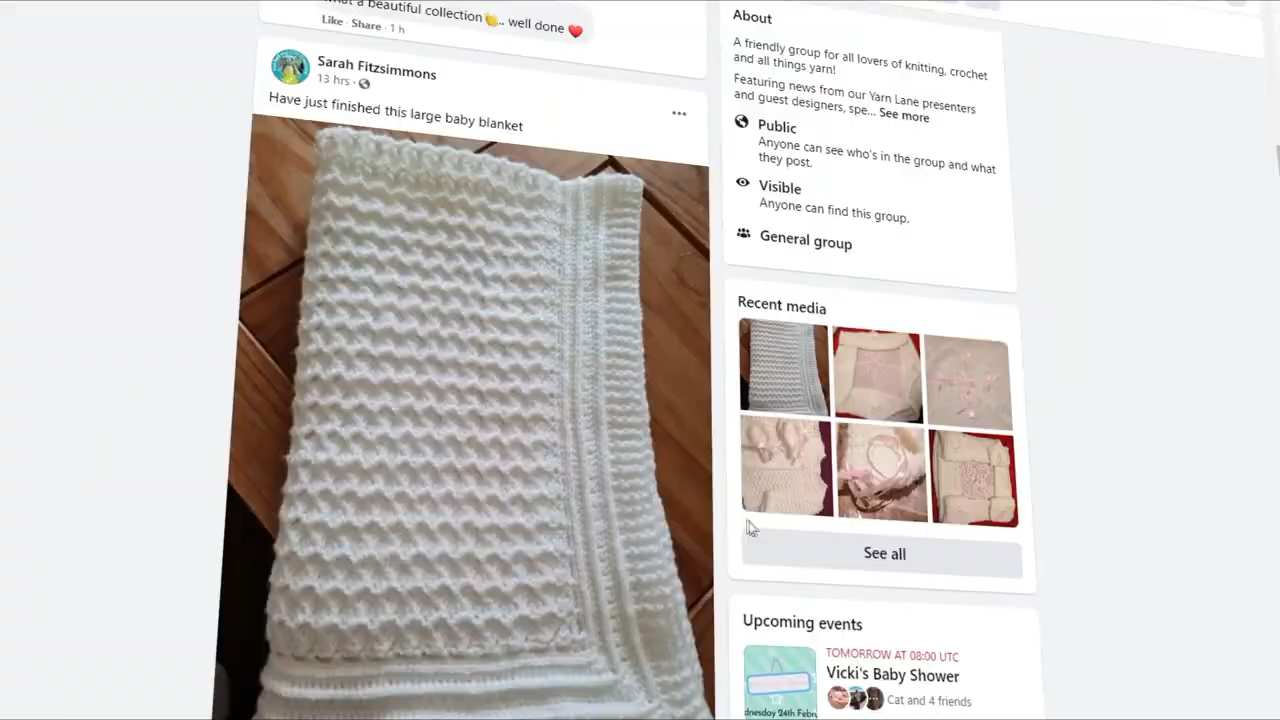 a beautiful collection👏.. well done ❤️
Like · Share · 1 h
Sarah Fitzsimmons
13 hrs ·
Have just finished this large baby blanket
About
A friendly group for all lovers of knitting, crochet
and all things yarn!
Featuring news from our Yarn Lane presenters
and guest designers, spe... See more
Public
Anyone can see who's in the group and what
they post.
Visible
Anyone can find this group.
General group
Recent media
See all
Upcoming events
TOMORROW AT 08:00 UTC
Vicki's Baby Shower
Cat and 4 friends
24th